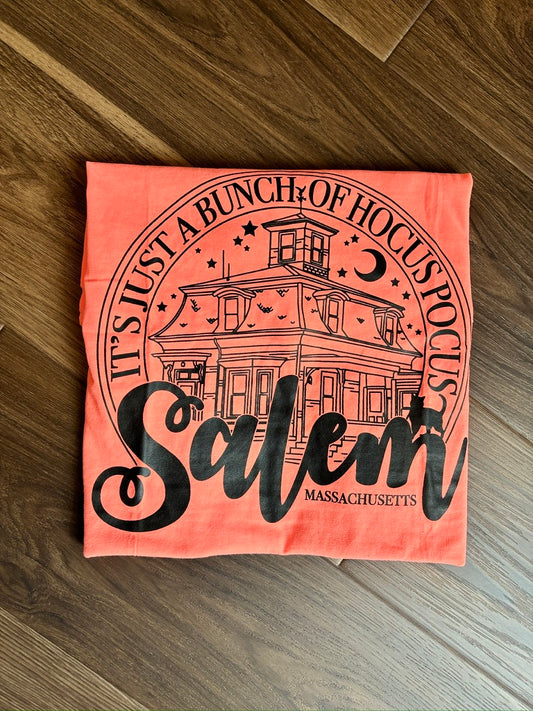 IT'S JUST A BUNCH OF HOCUS POCUS
Salem
MASSACHUSETTS